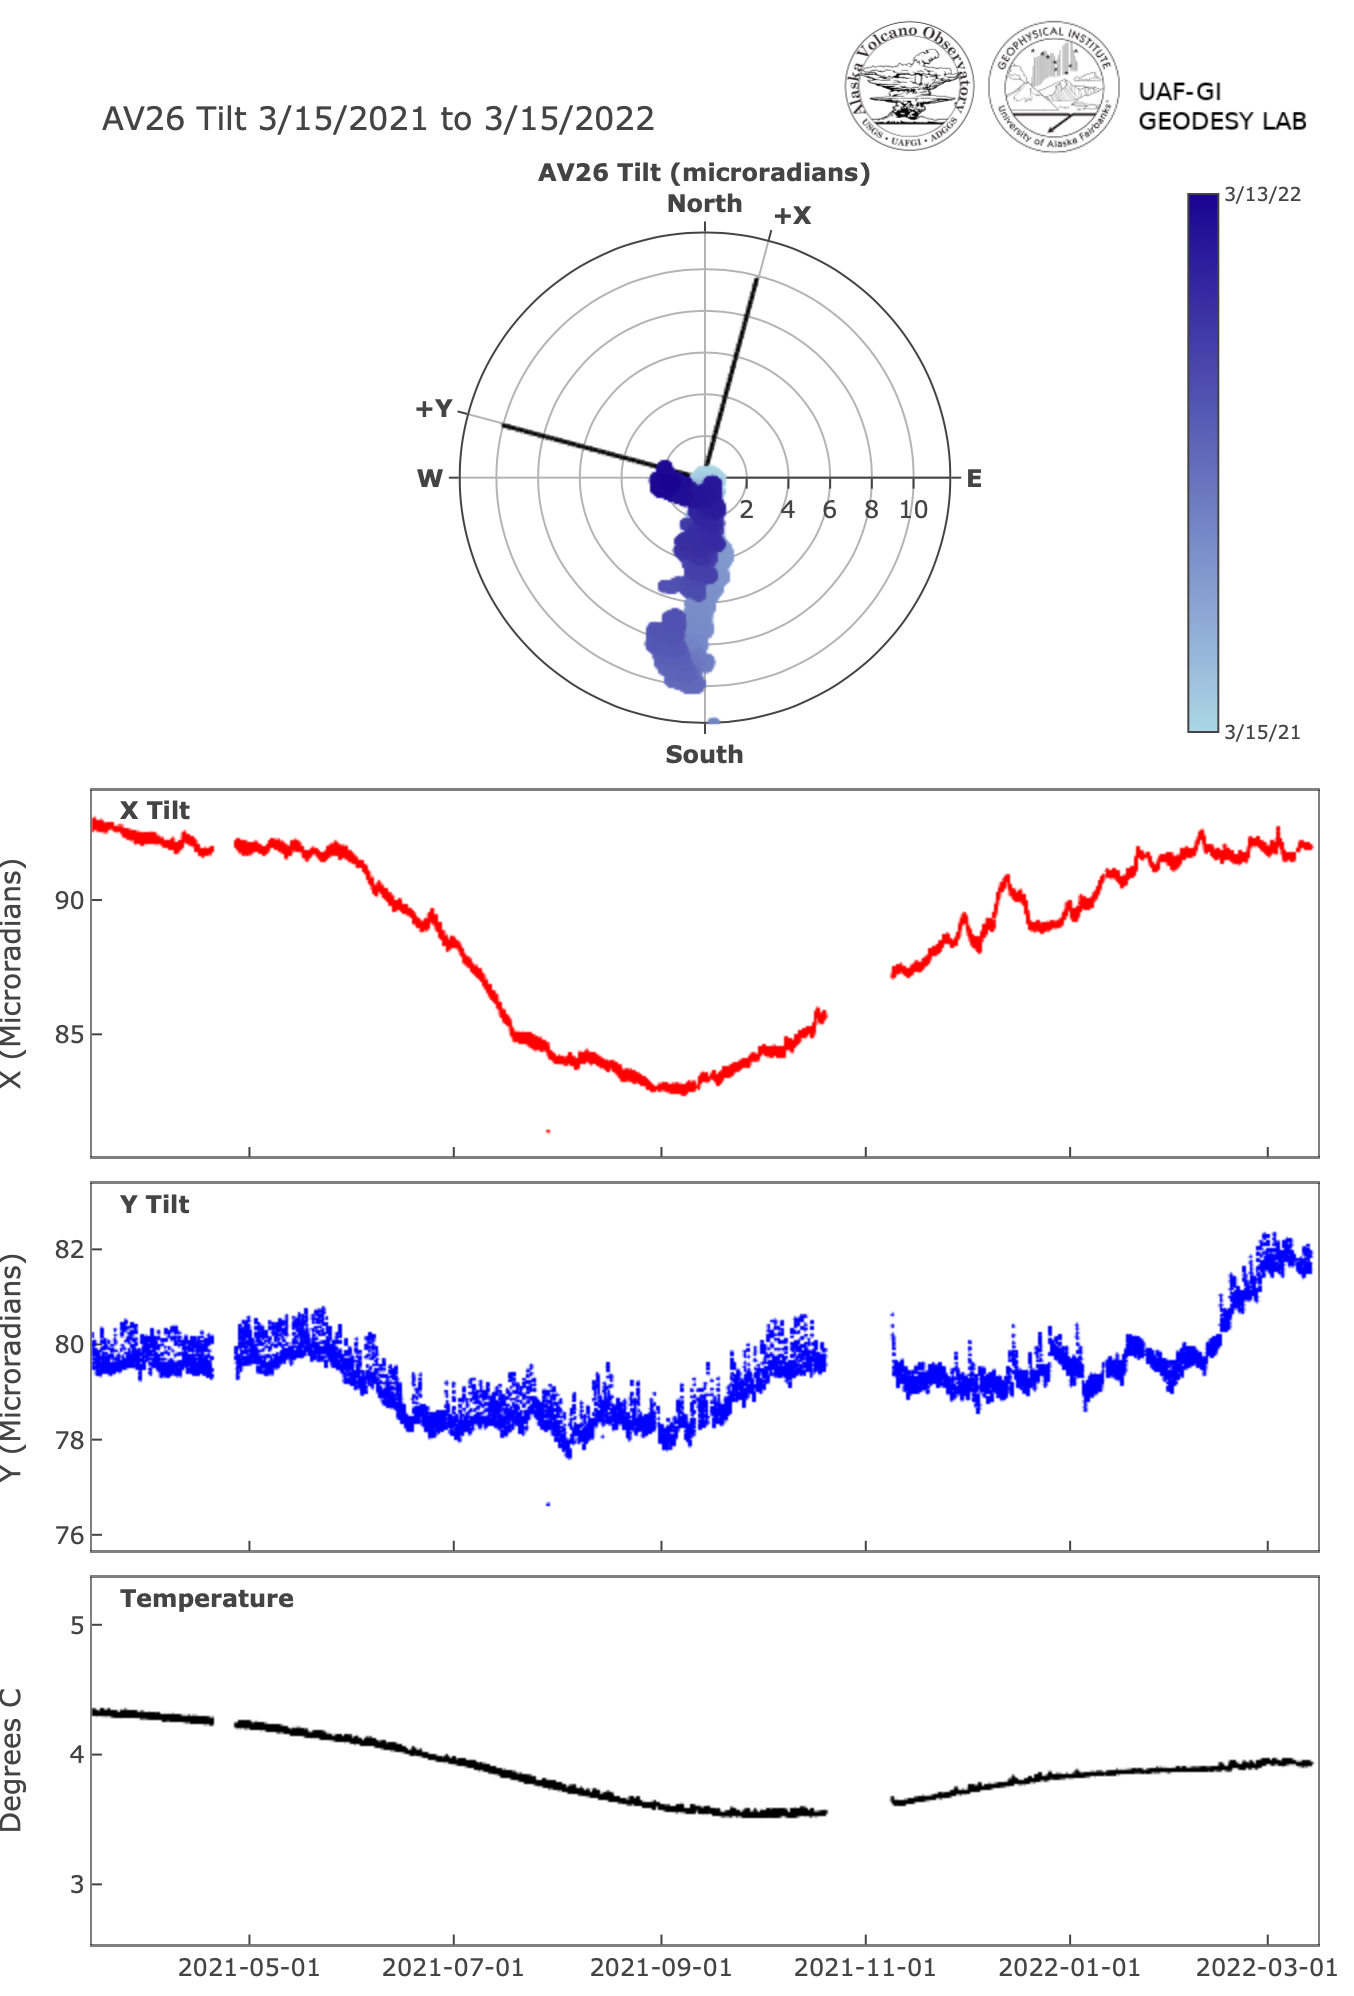 Alaska Volcano Observatory
USGS • UAFGI • ADGGS
GEOPHYSICAL INSTITUTE
University of Alaska Fairbanks
UAF-GI
GEODESY LAB
AV26 Tilt 3/15/2021 to 3/15/2022
AV26 Tilt (microradians)
North
+X
+Y
W
E
2 4 6 8 10
South
3/13/22
3/15/21
X Tilt
X (Microradians)
90
85
Y Tilt
Y (Microradians)
82
80
78
76
Temperature
Degrees C
5
4
3
2021-05-01 2021-07-01 2021-09-01 2021-11-01 2022-01-01 2022-03-01